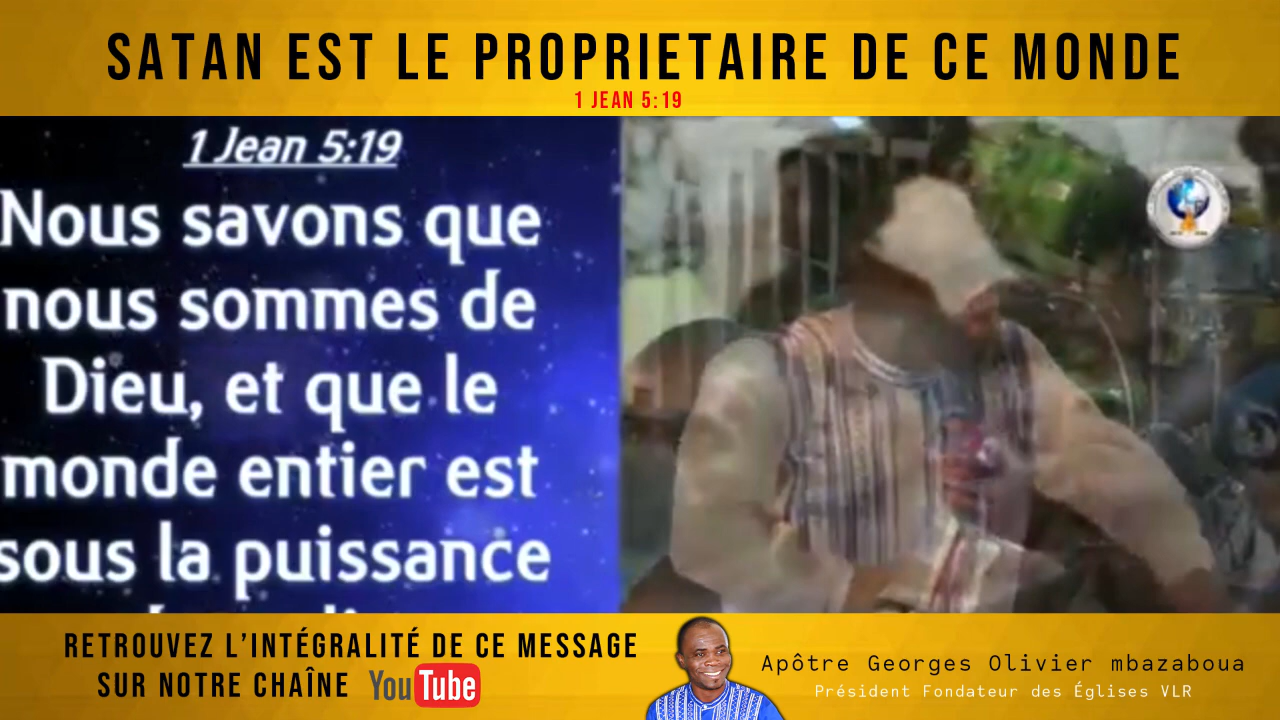 SATAN EST LE PROPRIETAIRE DE CE MONDE
1 JEAN 5:19
1 Jean 5:19
Nous savons que
nous sommes de
Dieu, et que le
monde entier est
sous la puissance
RETROUVEZ L'INTÉGRALITÉ DE CE MESSAGE
SUR NOTRE CHAÎNE YouTube
Apôtre Georges Olivier mbazaboua
Président Fondateur des Églises VLR